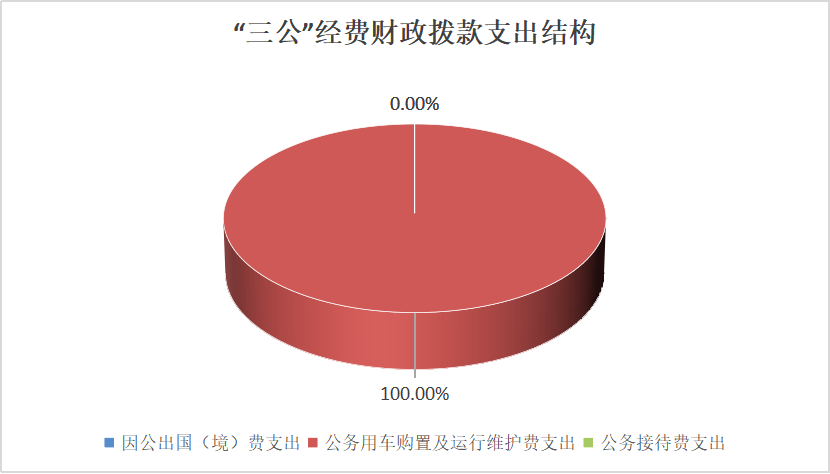 “三公”经费财政拨款支出结构
0.00%
100.00%
因公出国（境）费支出 公务用车购置及运行维护费支出 公务接待费支出